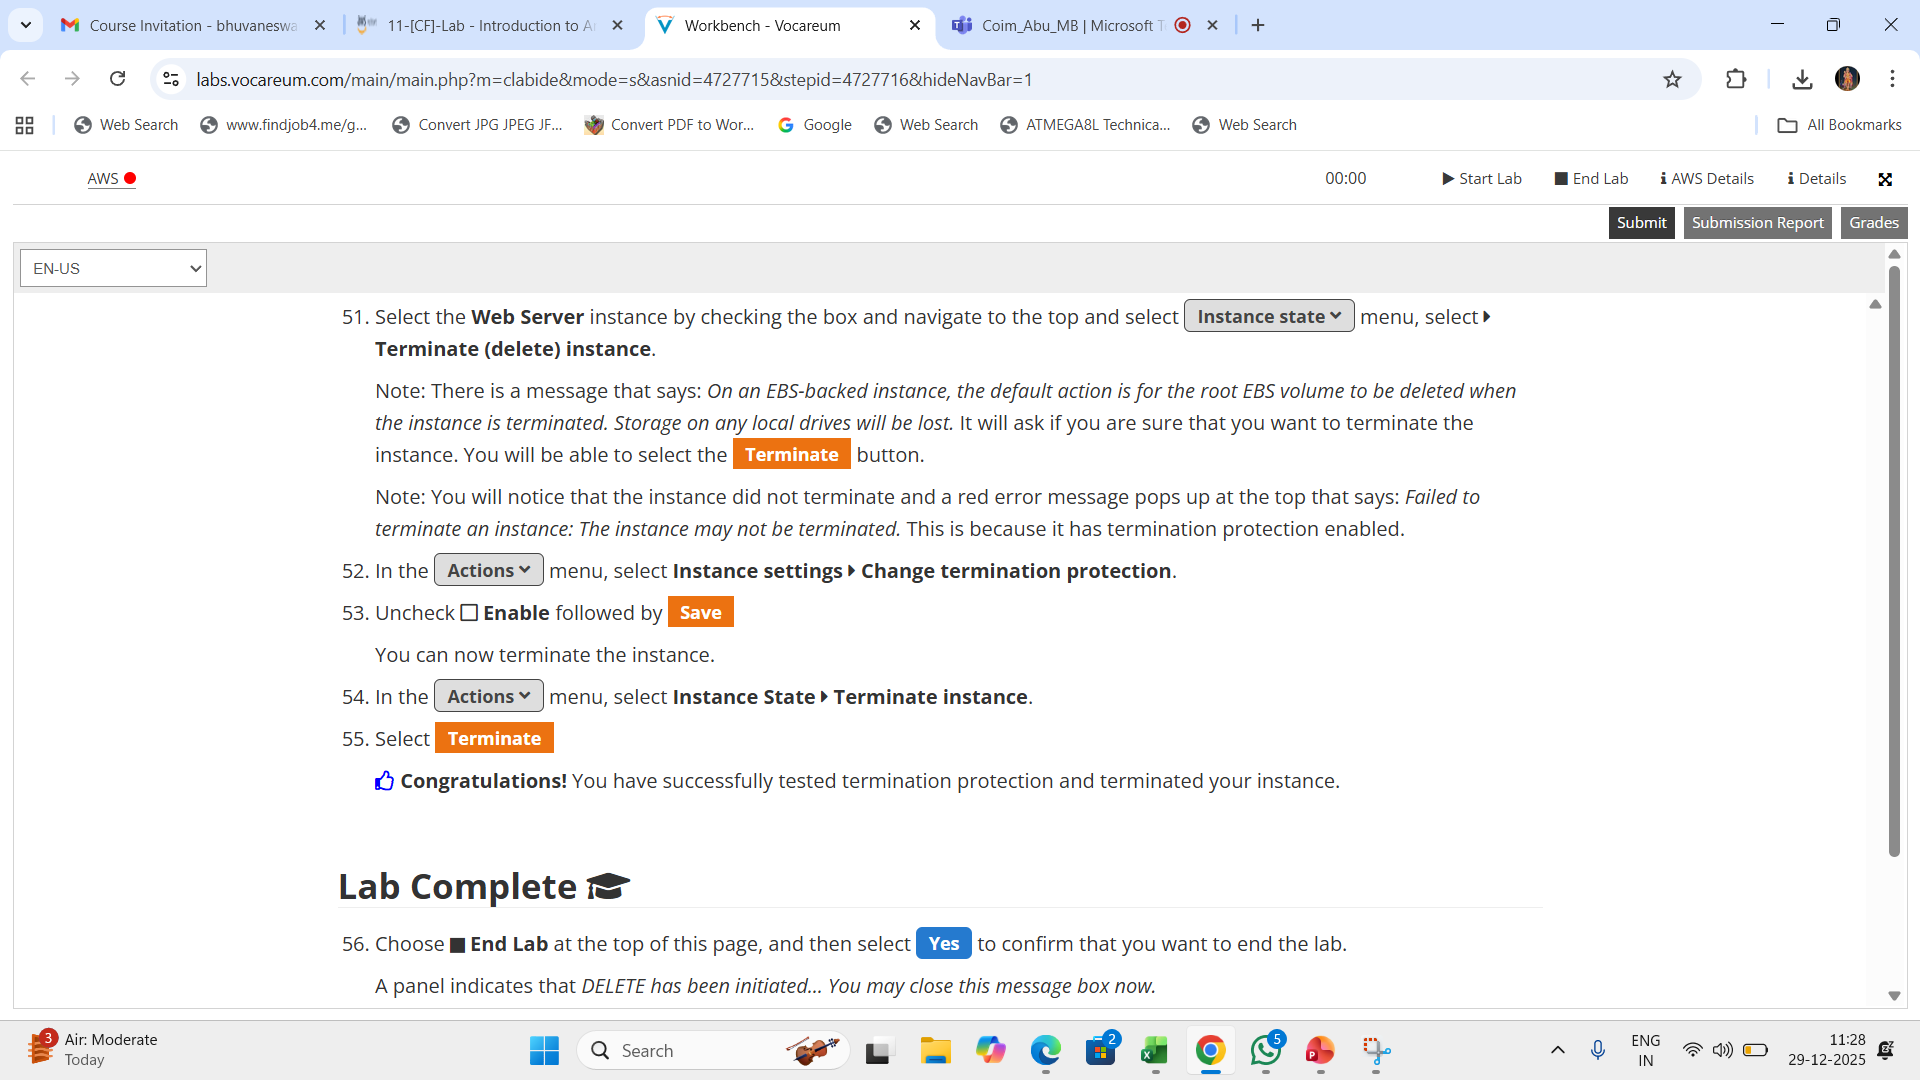 Course Invitation - bhuvaneswa
11-[CF]-Lab - Introduction to A
Workbench - Vocareum
Coim_Abu_MB | Microsoft T
labs.vocareum.com/main/main.php?m=clabide&mode=s&asnid=4727715&stepid=4727716&hideNavBar=1
Web Search
www.findjob4.me/g...
Convert JPG JPEG JF...
Convert PDF to Wor...
Google
Web Search
ATMEGA8L Technica...
Web Search
All Bookmarks
AWS
00:00
Start Lab
End Lab
AWS Details
Details
Submit
Submission Report
Grades
EN-US
51. Select the Web Server instance by checking the box and navigate to the top and select Instance state menu, select
Terminate (delete) instance.
Note: There is a message that says: On an EBS-backed instance, the default action is for the root EBS volume to be deleted when
the instance is terminated. Storage on any local drives will be lost. It will ask if you are sure that you want to terminate the
instance. You will be able to select the Terminate button.
Note: You will notice that the instance did not terminate and a red error message pops up at the top that says: Failed to
terminate an instance: The instance may not be terminated. This is because it has termination protection enabled.
52. In the Actions menu, select Instance settings Change termination protection.
53. Uncheck Enable followed by Save
You can now terminate the instance.
54. In the Actions menu, select Instance State Terminate instance.
55. Select Terminate
Congratulations! You have successfully tested termination protection and terminated your instance.
Lab Complete
56. Choose End Lab at the top of this page, and then select Yes to confirm that you want to end the lab.
A panel indicates that DELETE has been initiated... You may close this message box now.
3
Air: Moderate
Today
Search
2
5
ENG
IN
11:28
29-12-2025